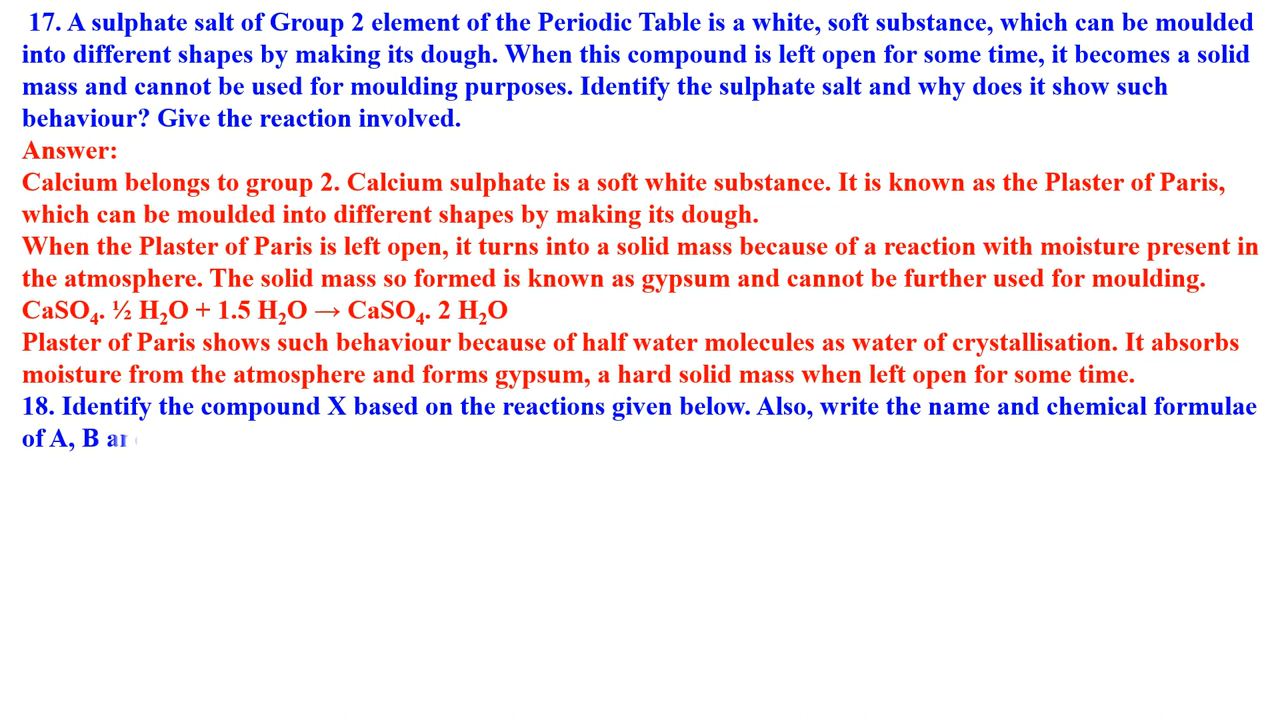 17. A sulphate salt of Group 2 element of the Periodic Table is a white, soft substance, which can be moulded
into different shapes by making its dough. When this compound is left open for some time, it becomes a solid
mass and cannot be used for moulding purposes. Identify the sulphate salt and why does it show such
behaviour? Give the reaction involved.
Answer:
Calcium belongs to group 2. Calcium sulphate is a soft white substance. It is known as the Plaster of Paris,
which can be moulded into different shapes by making its dough.
When the Plaster of Paris is left open, it turns into a solid mass because of a reaction with moisture present in
the atmosphere. The solid mass so formed is known as gypsum and cannot be further used for moulding.
CaSO₄. ½ H₂O + 1.5 H₂O → CaSO₄. 2 H₂O
Plaster of Paris shows such behaviour because of half water molecules as water of crystallisation. It absorbs
moisture from the atmosphere and forms gypsum, a hard solid mass when left open for some time.
18. Identify the compound X based on the reactions given below. Also, write the name and chemical formulae
of A, B